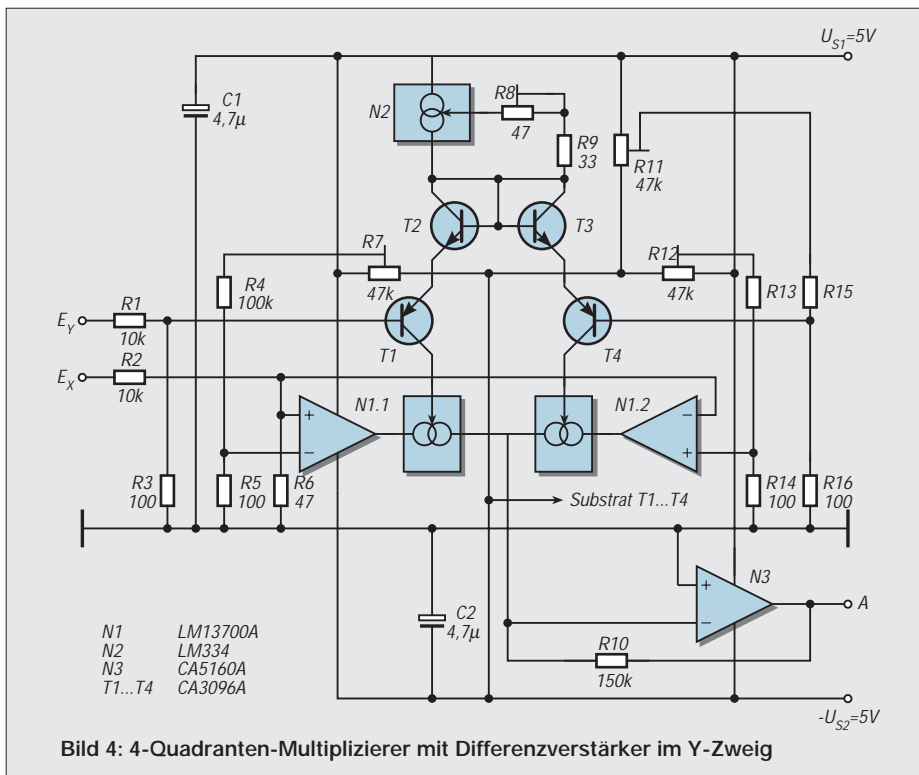 U_S1=5V
C1
4,7µ
N2
R8
47
R9
33
R11
47k
T2
T3
R7
47k
R12
47k
R4
100k
R13
R15
E_Y
R1
10k
T1
T4
E_X
R2
10k
N1.1
N1.2
+
−
−
+
R3
100
R5
100
R6
47
Substrat T1...T4
R14
100
R16
100
+
−
N3
A
C2
4,7µ
R10
150k
N1 LM13700A
N2 LM334
N3 CA5160A
T1...T4 CA3096A
-U_S2=5V
Bild 4: 4-Quadranten-Multiplizierer mit Differenzverstärker im Y-Zweig